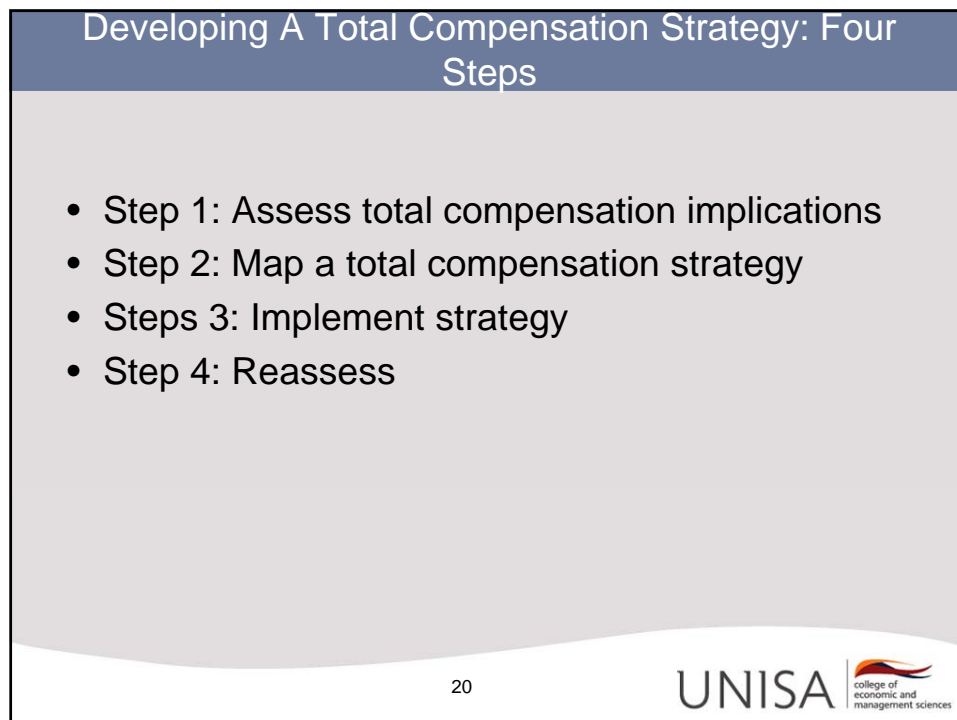 Developing A Total Compensation Strategy: Four
Steps
• Step 1: Assess total compensation implications
• Step 2: Map a total compensation strategy
• Steps 3: Implement strategy
• Step 4: Reassess
20
UNISA
college of
economic and
management sciences